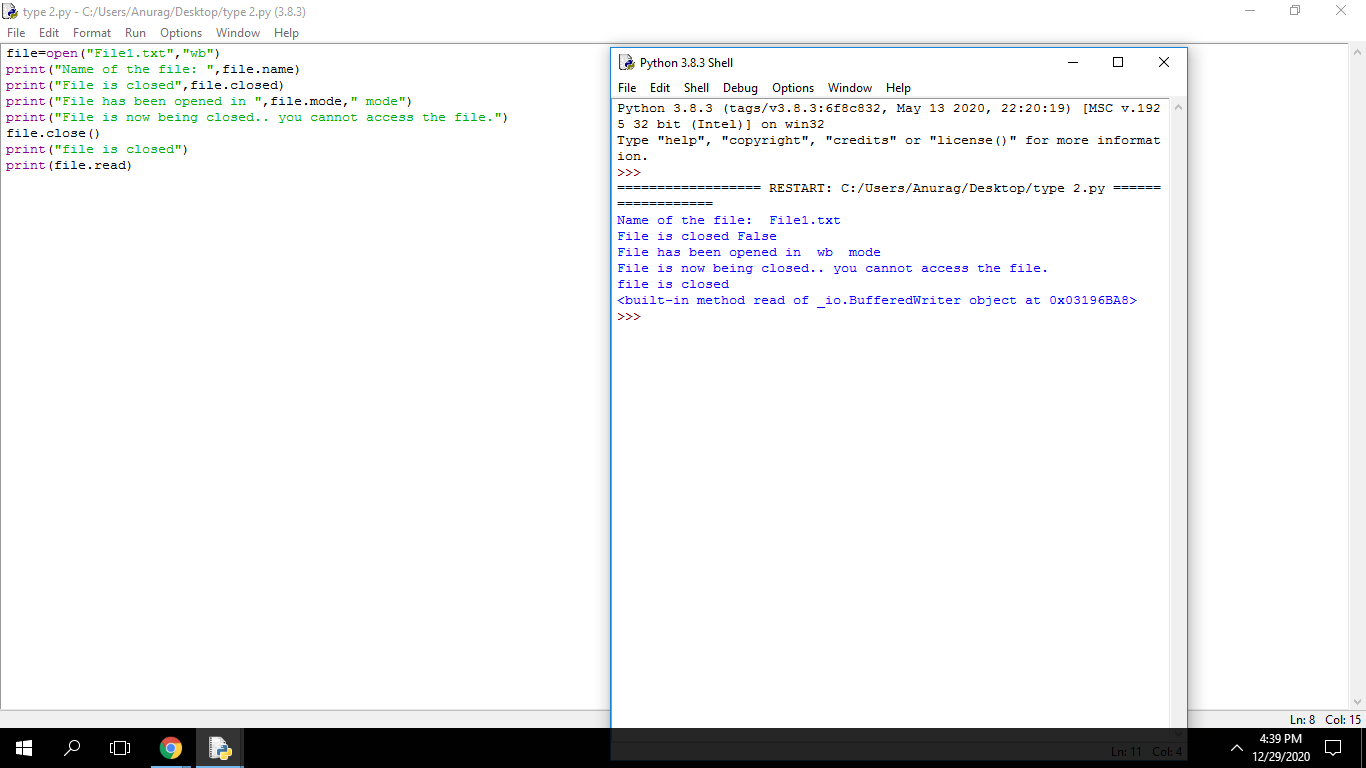 type 2.py - C:/Users/Anurag/Desktop/type 2.py (3.8.3)
File Edit Format Run Options Window Help
file=open("File1.txt","wb")
print("Name of the file: ",file.name)
print("File is closed",file.closed)
print("File has been opened in ",file.mode," mode")
print("File is now being closed.. you cannot access the file.")
file.close()
print("file is closed")
print(file.read)
Python 3.8.3 Shell
File Edit Shell Debug Options Window Help
Python 3.8.3 (tags/v3.8.3:6f8c832, May 13 2020, 22:20:19) [MSC v.192
5 32 bit (Intel)] on win32
Type "help", "copyright", "credits" or "license()" for more informat
ion.
>>>
================== RESTART: C:/Users/Anurag/Desktop/type 2.py ======
============
Name of the file:  File1.txt
File is closed False
File has been opened in  wb  mode
File is now being closed.. you cannot access the file.
file is closed
<built-in method read of _io.BufferedWriter object at 0x03196BA8>
>>>
Ln: 8 Col: 15
Ln: 11 Col: 4
4:39 PM
12/29/2020